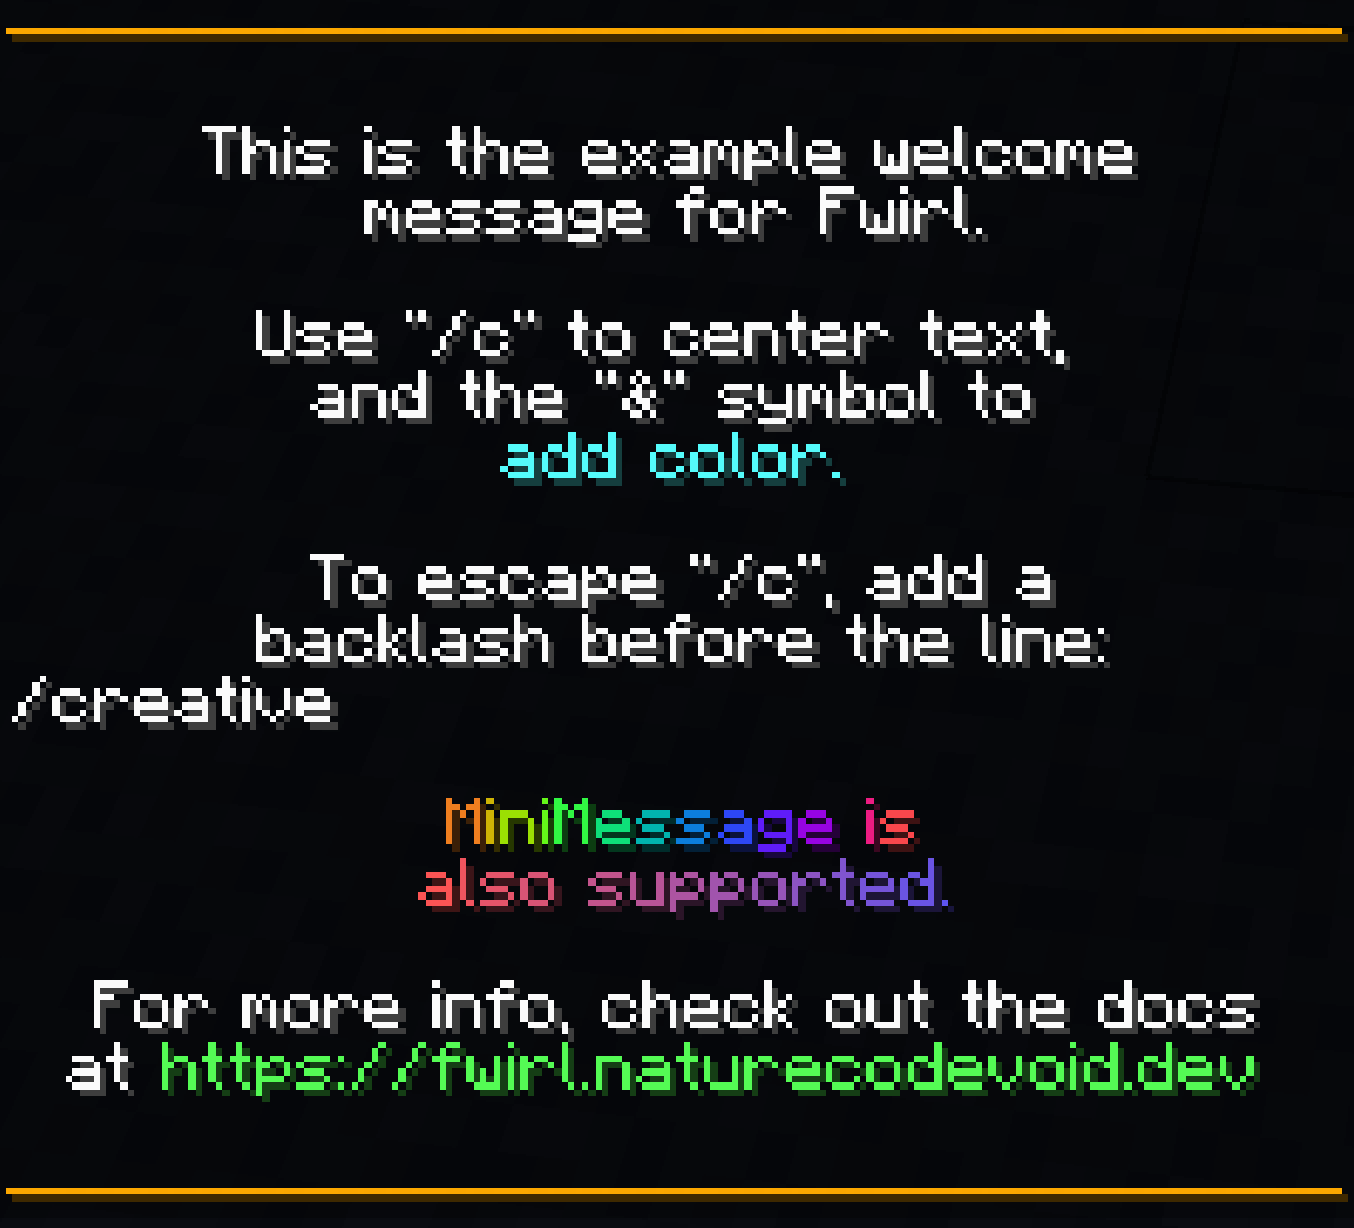 This is the example welcome
message for Fwirl.
Use "/c" to center text,
and the "&" symbol to
add color.
To escape "/c", add a
backlash before the line:
/creative
MiniMessage is
also supported.
For more info, check out the docs
at https://fwirl.naturecodevoid.dev